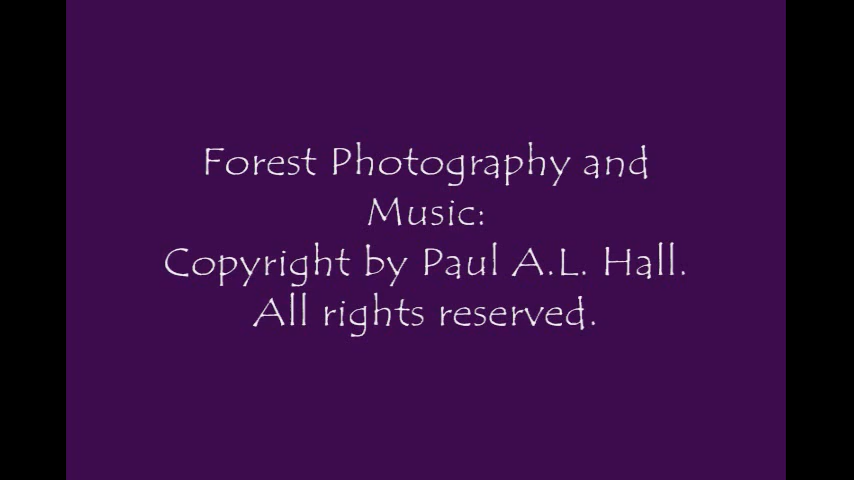 Forest Photography and
Music:
Copyright by Paul A.L. Hall.
All rights reserved.